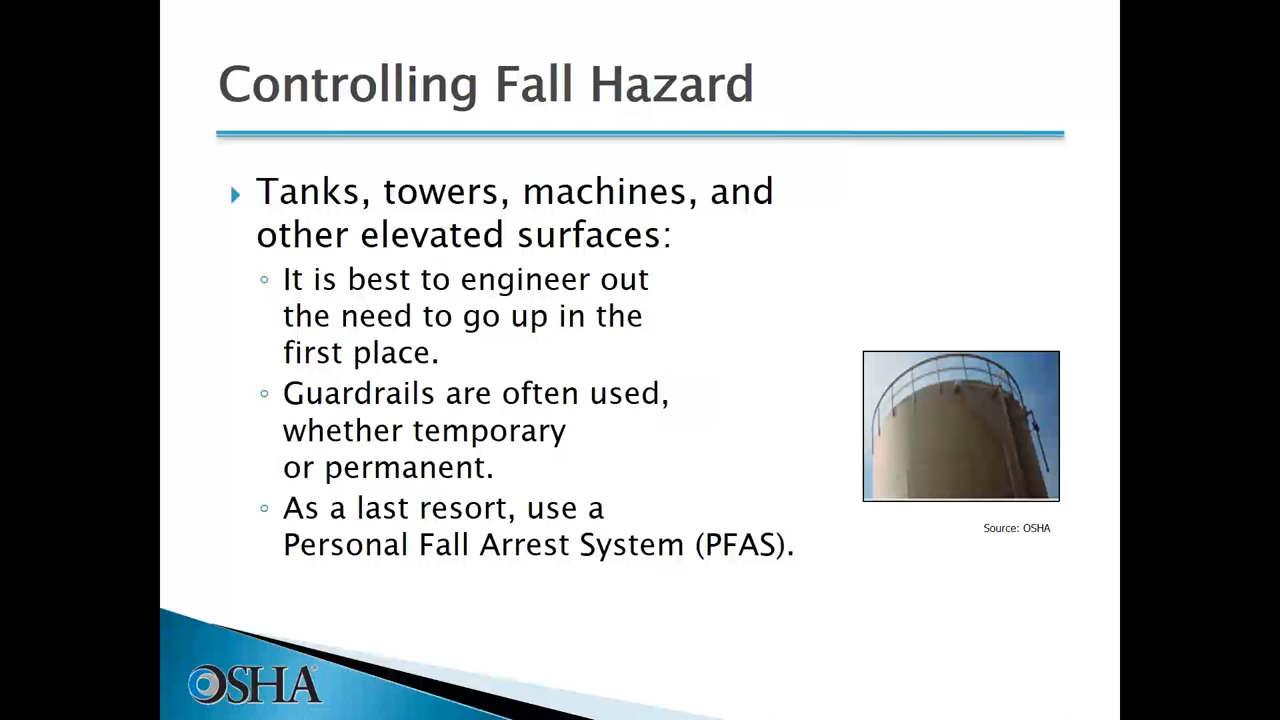 Controlling Fall Hazard
Tanks, towers, machines, and
other elevated surfaces:
It is best to engineer out
the need to go up in the
first place.
Guardrails are often used,
whether temporary
or permanent.
As a last resort, use a
Personal Fall Arrest System (PFAS).
Source: OSHA
OSHA